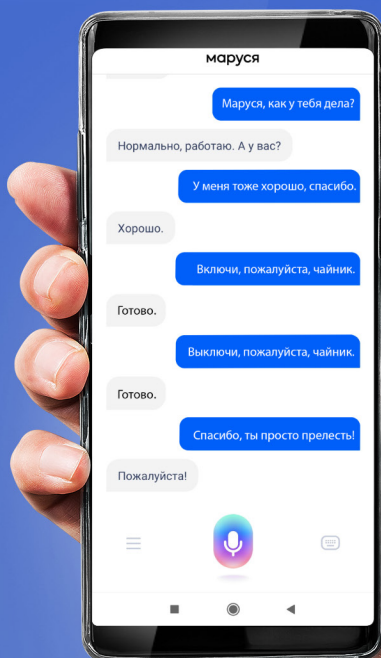 маруся
Маруся, как у тебя дела?
Нормально, работаю. А у вас?
У меня тоже хорошо, спасибо.
Хорошо.
Включи, пожалуйста, чайник.
Готово.
Выключи, пожалуйста, чайник.
Готово.
Спасибо, ты просто прелесть!
Пожалуйста!